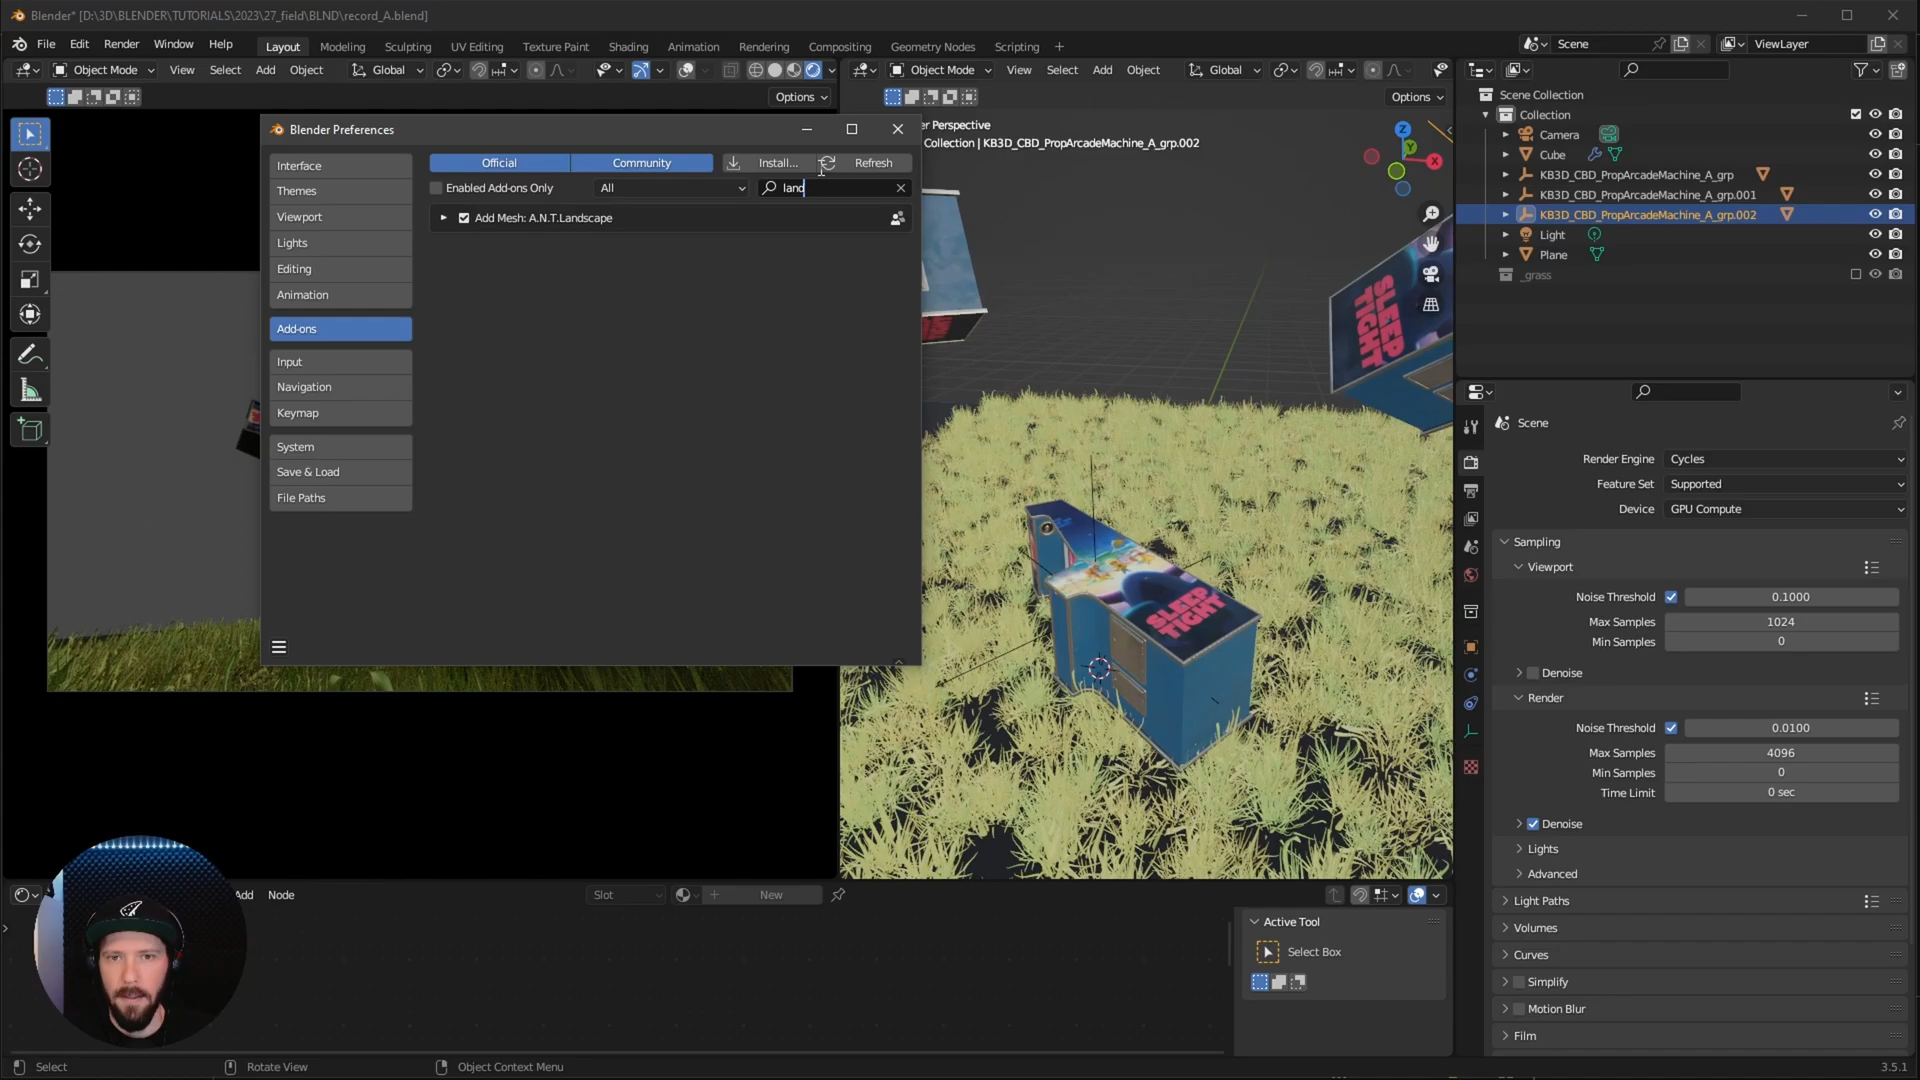 Blender* [D:\3D\BLENDER\TUTORIALS\2023\27_field\BLND\record_A.blend]
File Edit Render Window Help Layout Modeling Sculpting UV Editing Texture Paint Shading Animation Rendering Compositing Geometry Nodes Scripting + Scene ViewLayer
Object Mode View Select Add Object Global
Object Mode View Select Add Object Global
Options
Options
Blender Preferences
Interface
Themes
Viewport
Lights
Editing
Animation
Add-ons
Input
Navigation
Keymap
System
Save & Load
File Paths
Official Community Install... Refresh
Enabled Add-ons Only All land
Add Mesh: A.N.T.Landscape
er Perspective
Collection | KB3D_CBD_PropArcadeMachine_A_grp.002
Z
X
Y
SLEEP TIGHT
SLEEP TIGHT
Scene Collection
Collection
Camera
Cube
KB3D_CBD_PropArcadeMachine_A_grp
KB3D_CBD_PropArcadeMachine_A_grp.001
KB3D_CBD_PropArcadeMachine_A_grp.002
Light
Plane
_grass
Scene
Render Engine Cycles
Feature Set Supported
Device GPU Compute
Sampling
Viewport
Noise Threshold 0.1000
Max Samples 1024
Min Samples 0
Denoise
Render
Noise Threshold 0.0100
Max Samples 4096
Min Samples 0
Time Limit 0 sec
Denoise
Lights
Advanced
Light Paths
Volumes
Curves
Simplify
Motion Blur
Film
Add Node Slot New
Active Tool
Select Box
Select Rotate View Object Context Menu 3.5.1